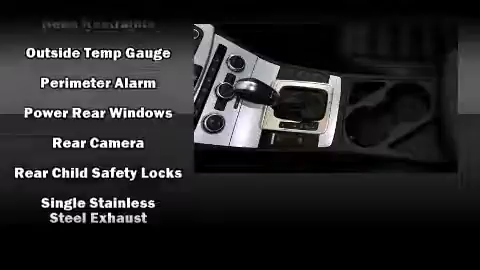 Outside Temp Gauge
Perimeter Alarm
Power Rear Windows
Rear Camera
Rear Child Safety Locks
Single Stainless
Steel Exhaust